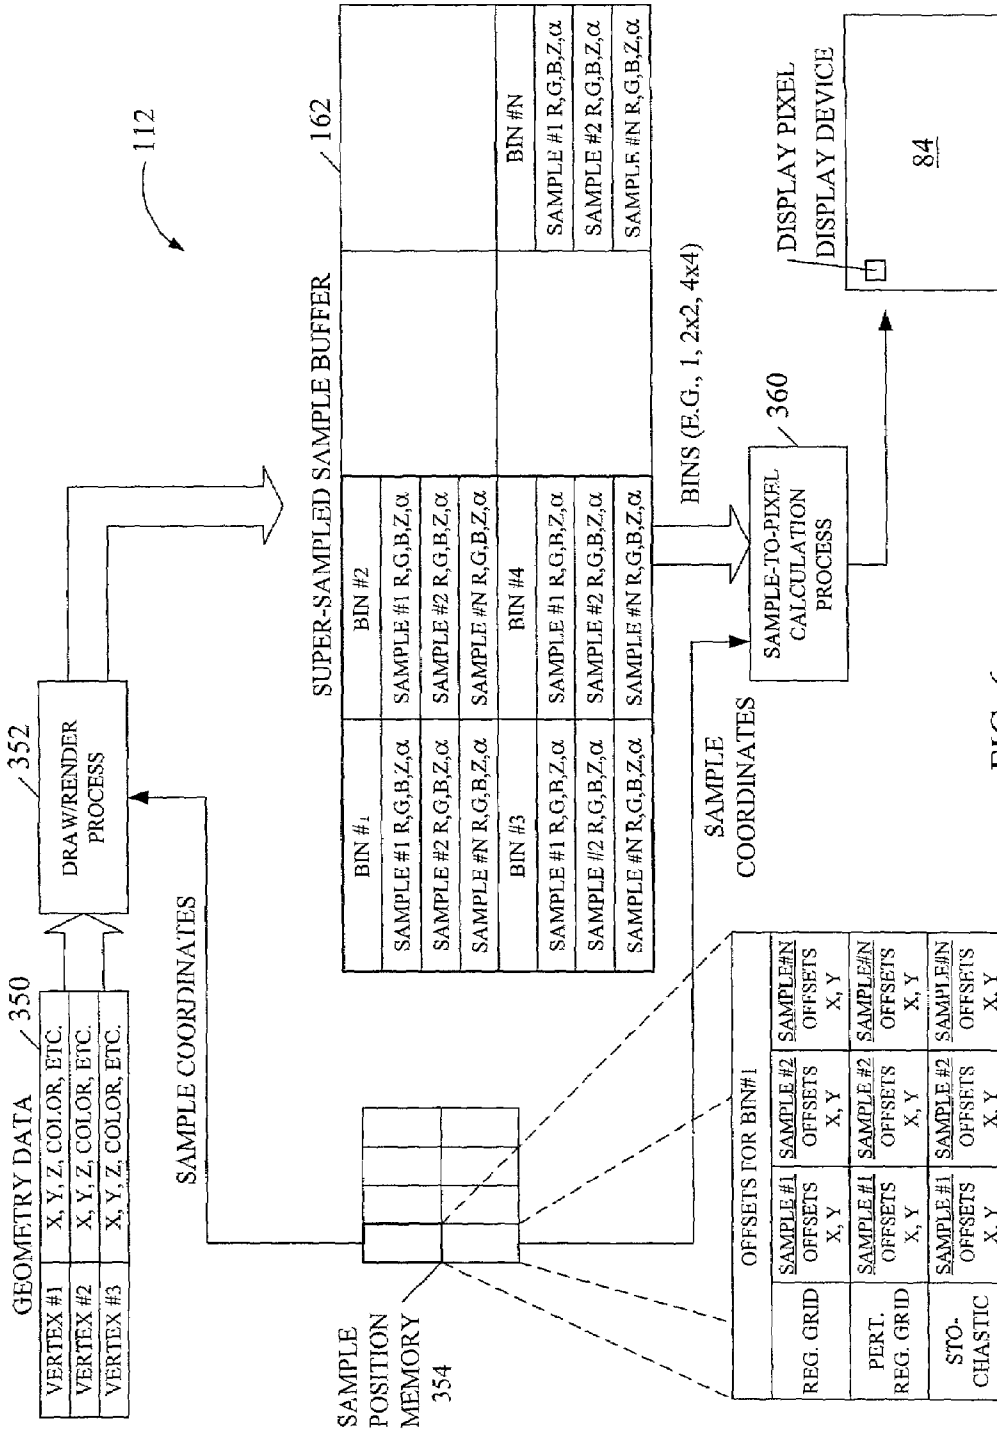 112
GEOMETRY DATA
350
VERTEX #1 X, Y, Z, COLOR, ETC.
VERTEX #2 X, Y, Z, COLOR, ETC.
VERTEX #3 X, Y, Z, COLOR, ETC.
352
DRAW/RENDER
PROCESS
SAMPLE COORDINATES
SUPER-SAMPLED SAMPLE BUFFER
162
BIN #1 BIN #2
SAMPLE #1 R,G,B,Z,α SAMPLE #1 R,G,B,Z,α
SAMPLE #2 R,G,B,Z,α SAMPLE #2 R,G,B,Z,α
SAMPLE #N R,G,B,Z,α SAMPLE #N R,G,B,Z,α
BIN #3 BIN #4 BIN #N
SAMPLE #1 R,G,B,Z,α SAMPLE #1 R,G,B,Z,α SAMPLE #1 R,G,B,Z,α
SAMPLE #2 R,G,B,Z,α SAMPLE #2 R,G,B,Z,α SAMPLE #2 R,G,B,Z,α
SAMPLE #N R,G,B,Z,α SAMPLE #N R,G,B,Z,α SAMPLE #N R,G,B,Z,α
SAMPLE
POSITION
MEMORY
354
BINS (E.G., 1, 2x2, 4x4)
SAMPLE
COORDINATES
360
SAMPLE-TO-PIXEL
CALCULATION
PROCESS
DISPLAY PIXEL
DISPLAY DEVICE
84
OFFSETS FOR BIN#1
REG. GRID SAMPLE #1 SAMPLE #2 SAMPLE#N
OFFSETS OFFSETS OFFSETS
X, Y X, Y X, Y
PERT. SAMPLE #1 SAMPLE #2 SAMPLE#N
REG. GRID OFFSETS OFFSETS OFFSETS
X, Y X, Y X, Y
STO- SAMPLE #1 SAMPLE #2 SAMPLE#N
CHASTIC OFFSETS OFFSETS OFFSETS
X, Y X, Y X, Y